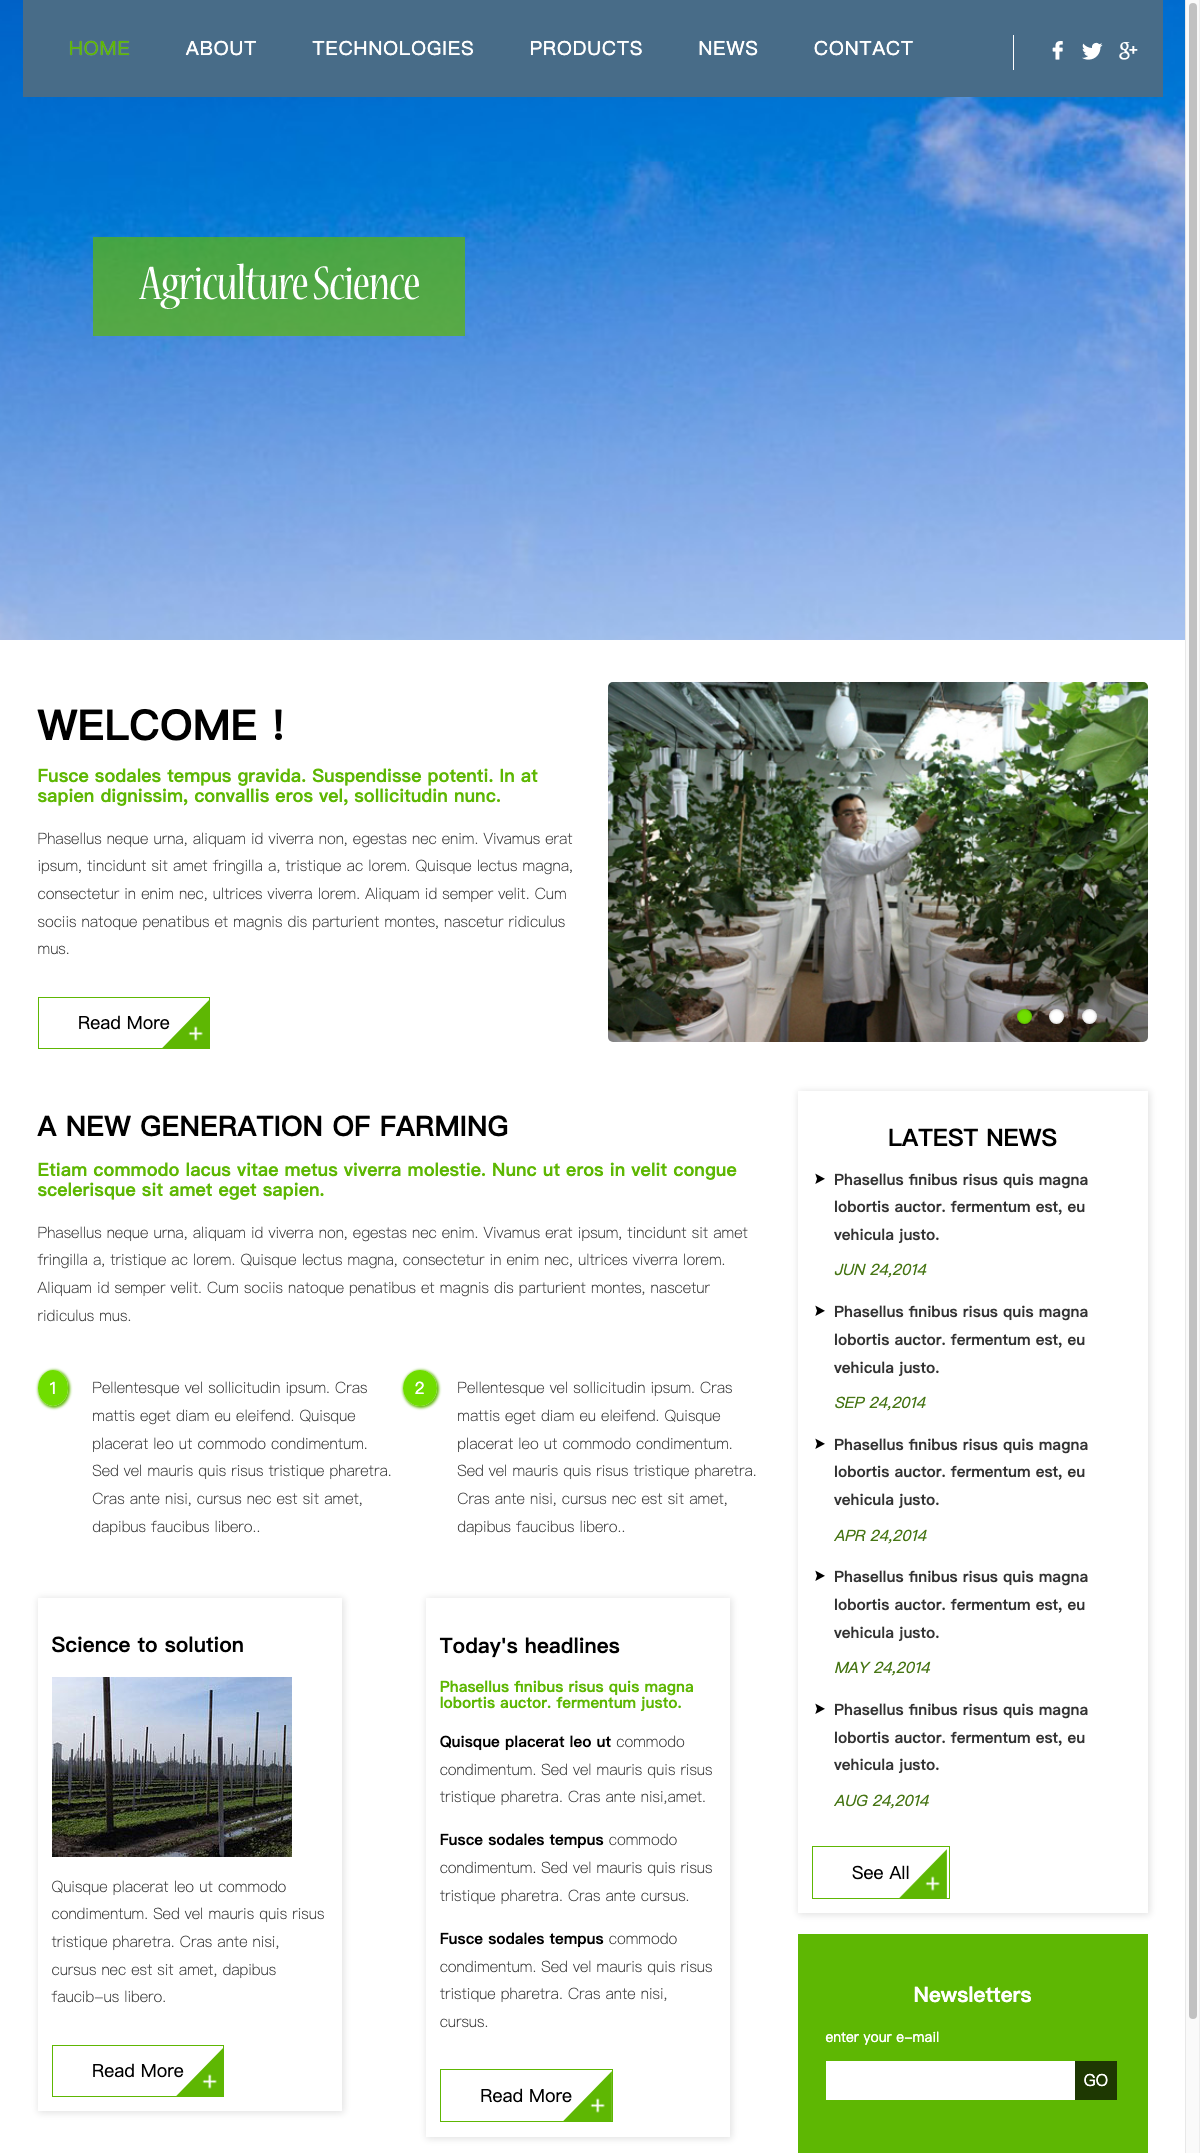 HOME ABOUT TECHNOLOGIES PRODUCTS NEWS CONTACT
Agriculture Science
WELCOME !
Fusce sodales tempus gravida. Suspendisse potenti. In at
sapien dignissim, convallis eros vel, sollicitudin nunc.
Phasellus neque urna, aliquam id viverra non, egestas nec enim. Vivamus erat
ipsum, tincidunt sit amet fringilla a, tristique ac lorem. Quisque lectus magna,
consectetur in enim nec, ultrices viverra lorem. Aliquam id semper velit. Cum
sociis natoque penatibus et magnis dis parturient montes, nascetur ridiculus
mus.
Read More
A NEW GENERATION OF FARMING
Etiam commodo lacus vitae metus viverra molestie. Nunc ut eros in velit congue
scelerisque sit amet eget sapien.
Phasellus neque urna, aliquam id viverra non, egestas nec enim. Vivamus erat ipsum, tincidunt sit amet
fringilla a, tristique ac lorem. Quisque lectus magna, consectetur in enim nec, ultrices viverra lorem.
Aliquam id semper velit. Cum sociis natoque penatibus et magnis dis parturient montes, nascetur
ridiculus mus.
1
Pellentesque vel sollicitudin ipsum. Cras
mattis eget diam eu eleifend. Quisque
placerat leo ut commodo condimentum.
Sed vel mauris quis risus tristique pharetra.
Cras ante nisi, cursus nec est sit amet,
dapibus faucibus libero..
2
Pellentesque vel sollicitudin ipsum. Cras
mattis eget diam eu eleifend. Quisque
placerat leo ut commodo condimentum.
Sed vel mauris quis risus tristique pharetra.
Cras ante nisi, cursus nec est sit amet,
dapibus faucibus libero..
Science to solution
Quisque placerat leo ut commodo
condimentum. Sed vel mauris quis risus
tristique pharetra. Cras ante nisi,
cursus nec est sit amet, dapibus
faucib-us libero.
Read More
Today's headlines
Phasellus finibus risus quis magna
lobortis auctor. fermentum justo.
Quisque placerat leo ut commodo
condimentum. Sed vel mauris quis risus
tristique pharetra. Cras ante nisi,amet.
Fusce sodales tempus commodo
condimentum. Sed vel mauris quis risus
tristique pharetra. Cras ante cursus.
Fusce sodales tempus commodo
condimentum. Sed vel mauris quis risus
tristique pharetra. Cras ante nisi,
cursus.
Read More
LATEST NEWS
Phasellus finibus risus quis magna
lobortis auctor. fermentum est, eu
vehicula justo.
JUN 24,2014
Phasellus finibus risus quis magna
lobortis auctor. fermentum est, eu
vehicula justo.
SEP 24,2014
Phasellus finibus risus quis magna
lobortis auctor. fermentum est, eu
vehicula justo.
APR 24,2014
Phasellus finibus risus quis magna
lobortis auctor. fermentum est, eu
vehicula justo.
MAY 24,2014
Phasellus finibus risus quis magna
lobortis auctor. fermentum est, eu
vehicula justo.
AUG 24,2014
See All
Newsletters
enter your e-mail
GO